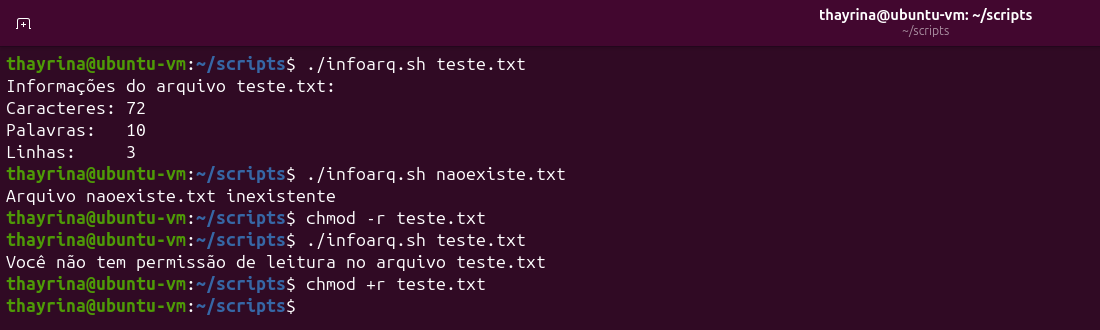 thayrina@ubuntu-vm: ~/scripts
~/scripts
thayrina@ubuntu-vm:~/scripts$ ./infoarq.sh teste.txt
Informações do arquivo teste.txt:
Caracteres: 72
Palavras:   10
Linhas:     3
thayrina@ubuntu-vm:~/scripts$ ./infoarq.sh naoexiste.txt
Arquivo naoexiste.txt inexistente
thayrina@ubuntu-vm:~/scripts$ chmod -r teste.txt
thayrina@ubuntu-vm:~/scripts$ ./infoarq.sh teste.txt
Você não tem permissão de leitura no arquivo teste.txt
thayrina@ubuntu-vm:~/scripts$ chmod +r teste.txt
thayrina@ubuntu-vm:~/scripts$